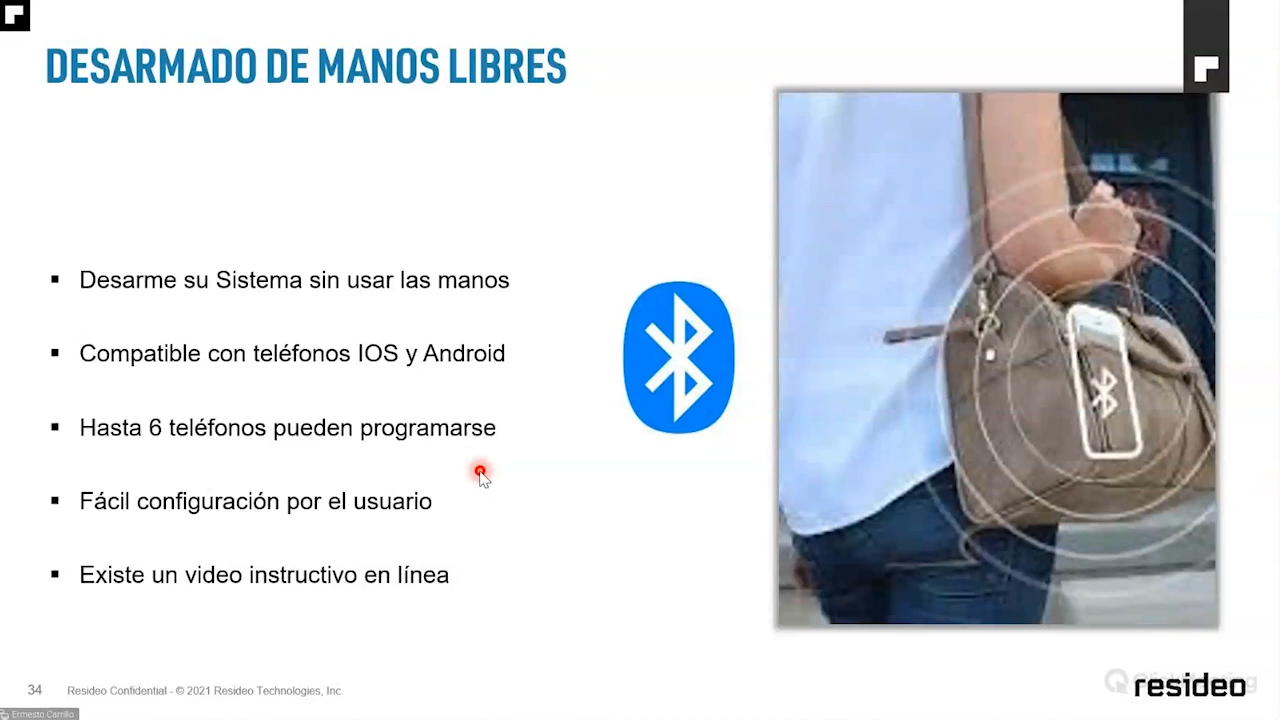 DESARMADO DE MANOS LIBRES
Desarme su Sistema sin usar las manos
Compatible con teléfonos IOS y Android
Hasta 6 teléfonos pueden programarse
Fácil configuración por el usuario
Existe un video instructivo en línea
34 Resideo Confidential - © 2021 Resideo Technologies, Inc
resideo
Ermesto Carrillo